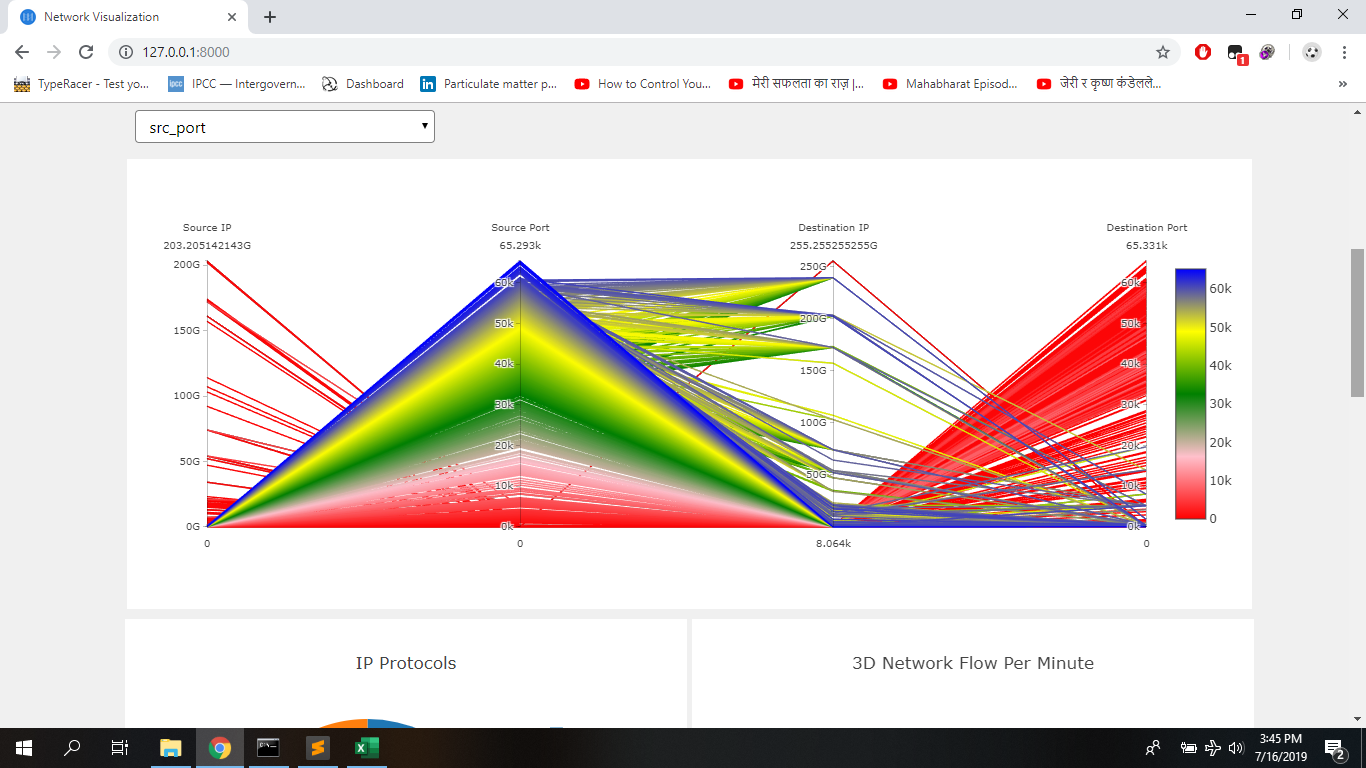 Network Visualization
127.0.0.1:8000
TypeRacer - Test yo...
IPCC — Intergovern...
Dashboard
Particulate matter p...
How to Control You...
मेरी सफलता का राज़ |...
Mahabharat Episod...
जेरी र कृष्ण कंडेलले...
1
src_port
Source IP
Source Port
Destination IP
Destination Port
203.205142143G
65.293k
255.255255255G
65.331k
200G
150G
100G
50G
0G
60k
50k
40k
30k
20k
10k
0k
250G
200G
150G
100G
50G
60k
50k
40k
30k
20k
10k
0k
60k
50k
40k
30k
20k
10k
0
0
0
8.064k
0
IP Protocols
3D Network Flow Per Minute
3:45 PM
7/16/2019
2